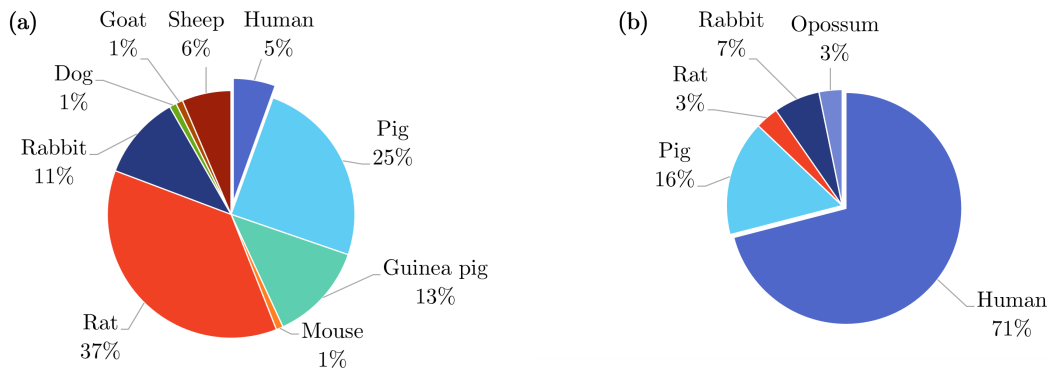 (a)
Goat
1%
Sheep
6%
Human
5%
Dog
1%
Pig
25%
Rabbit
11%
Guinea pig
13%
Rat
37%
Mouse
1%
(b)
Rabbit
7%
Opossum
3%
Rat
3%
Pig
16%
Human
71%